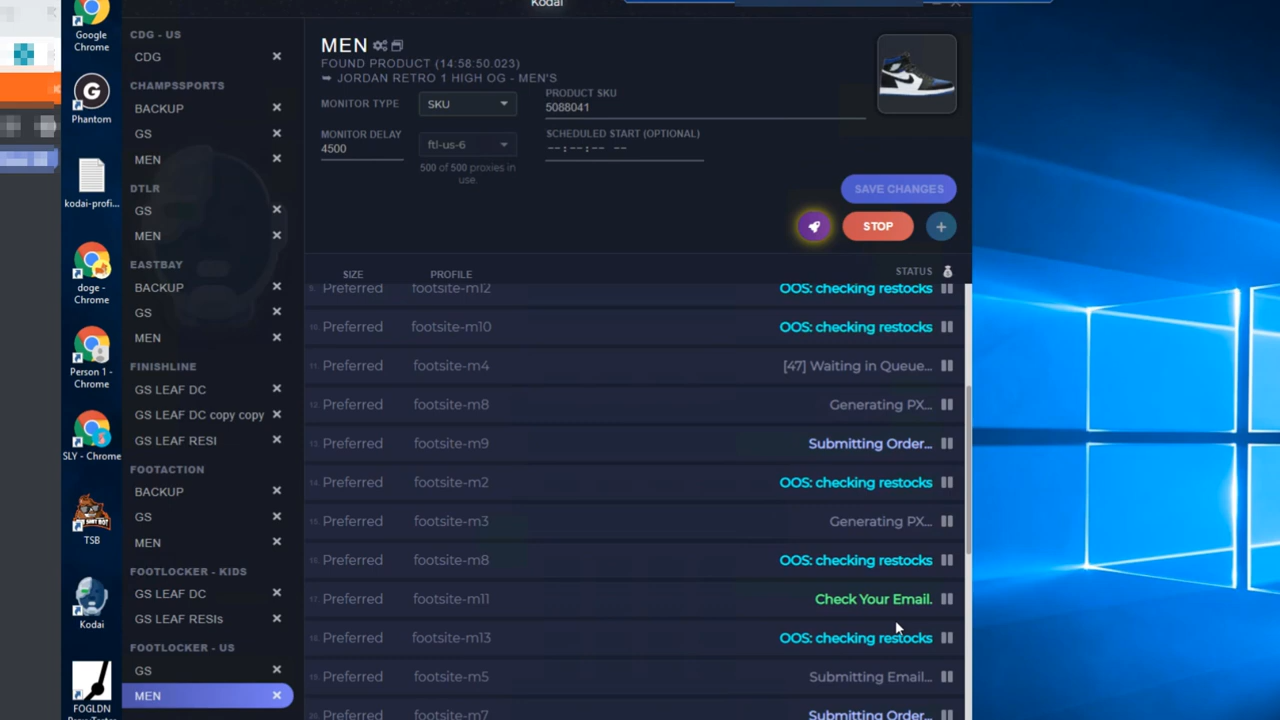 Kodai
Google
Chrome
Phantom
kodai-profi...
doge -
Chrome
Person 1 -
Chrome
SLY - Chrome
TSB
Kodai
FOGLDN
CDG - US
CDG
CHAMPSSPORTS
BACKUP
GS
MEN
DTLR
GS
MEN
EASTBAY
BACKUP
GS
MEN
FINISHLINE
GS LEAF DC
GS LEAF DC copy copy
GS LEAF RESI
FOOTACTION
BACKUP
GS
MEN
FOOTLOCKER - KIDS
GS LEAF DC
GS LEAF RESIs
FOOTLOCKER - US
GS
MEN
MEN
FOUND PRODUCT (14:58:50.023)
➥ JORDAN RETRO 1 HIGH OG - MEN'S
MONITOR TYPE SKU
PRODUCT SKU
5088041
MONITOR DELAY
4500
ftl-us-6
500 of 500 proxies in
use.
SCHEDULED START (OPTIONAL)
--:--:-- --
SAVE CHANGES
STOP
SIZE PROFILE STATUS
9. Preferred footsite-m12 OOS: checking restocks
10. Preferred footsite-m10 OOS: checking restocks
11. Preferred footsite-m4 [47] Waiting in Queue...
12. Preferred footsite-m8 Generating PX...
13. Preferred footsite-m9 Submitting Order...
14. Preferred footsite-m2 OOS: checking restocks
15. Preferred footsite-m3 Generating PX...
16. Preferred footsite-m8 OOS: checking restocks
17. Preferred footsite-m11 Check Your Email.
18. Preferred footsite-m13 OOS: checking restocks
19. Preferred footsite-m5 Submitting Email...
20. Preferred footsite-m7 Submitting Order...